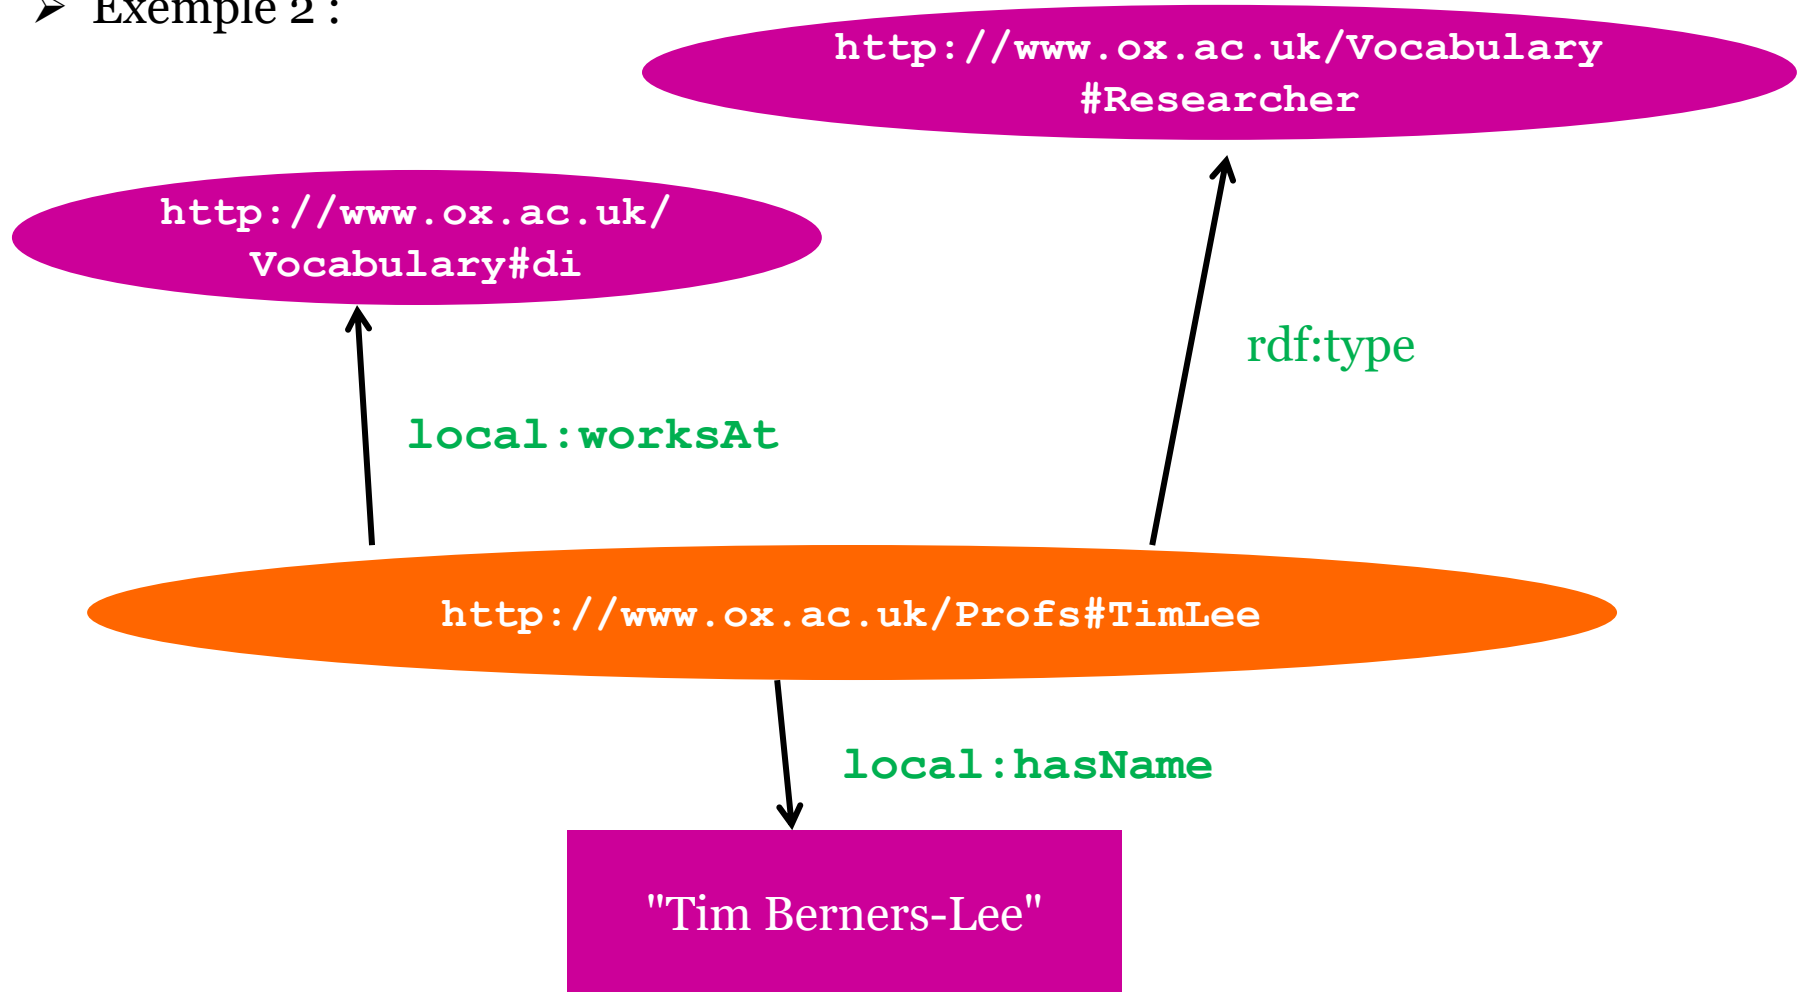 ➢ Exemple 2 :
http://www.ox.ac.uk/Vocabulary
#Researcher
http://www.ox.ac.uk/
Vocabulary#di
rdf:type
local:worksAt
http://www.ox.ac.uk/Profs#TimLee
local:hasName
"Tim Berners-Lee"